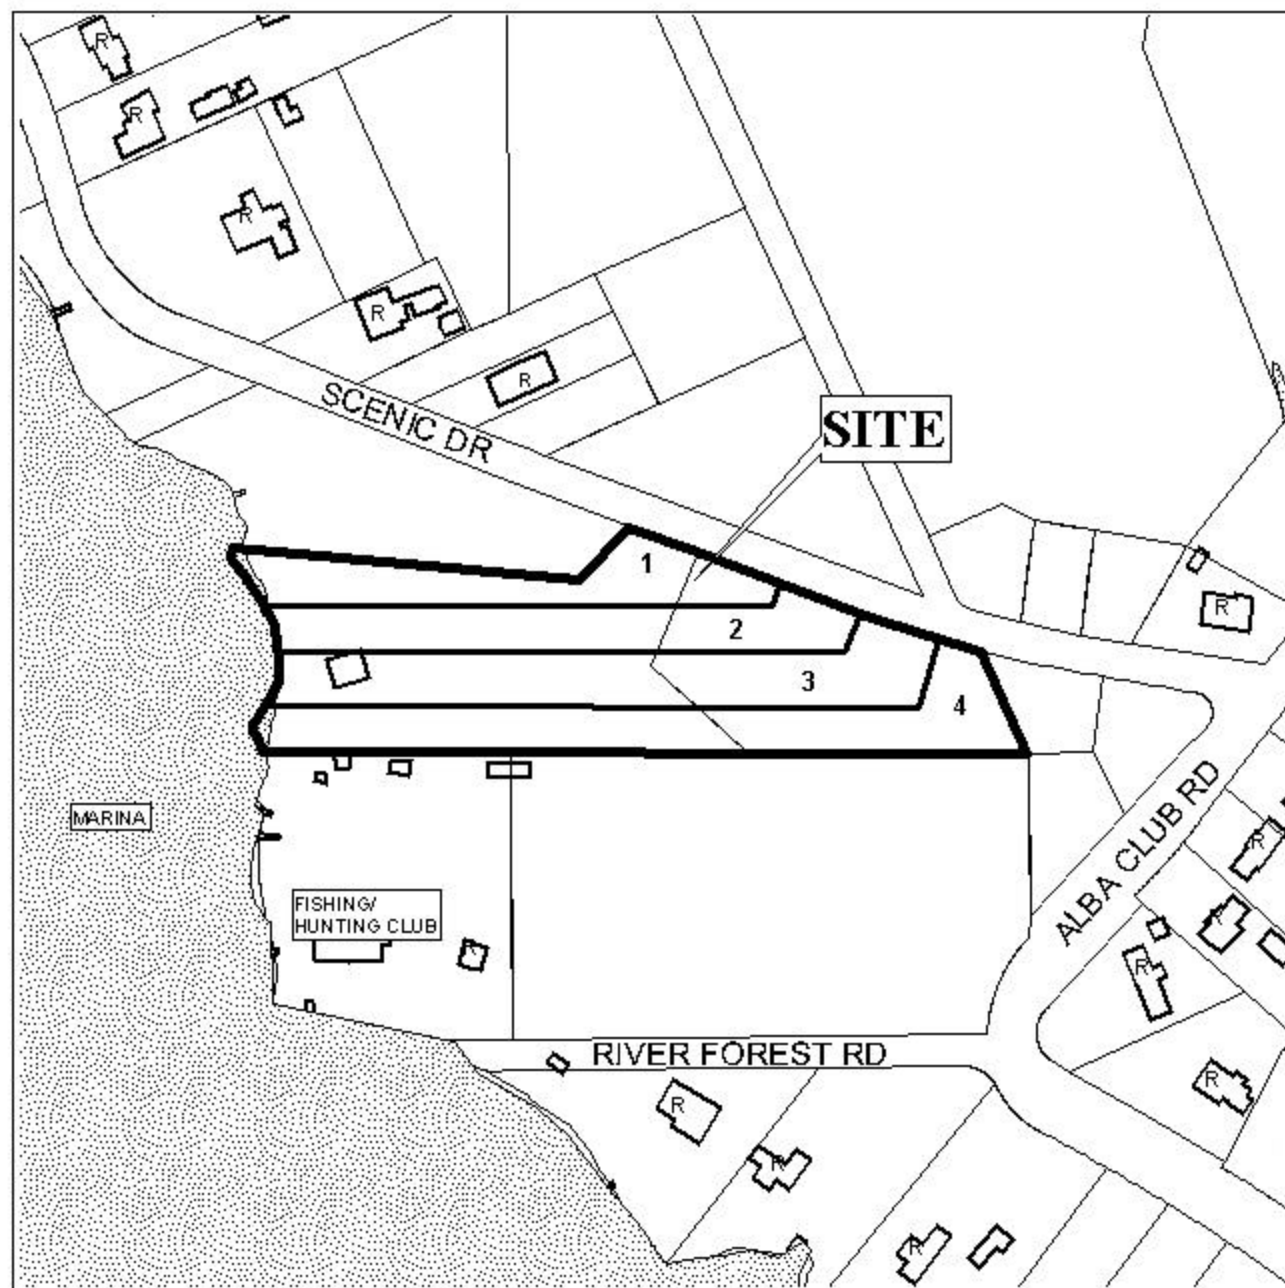 R
R
R
R
R
SCENIC DR
SITE
1
2
3
4
R
MARINA
FISHING/
HUNTING CLUB
R
ALBA CLUB RD
R
R
R
RIVER FOREST RD
R
R
R
R